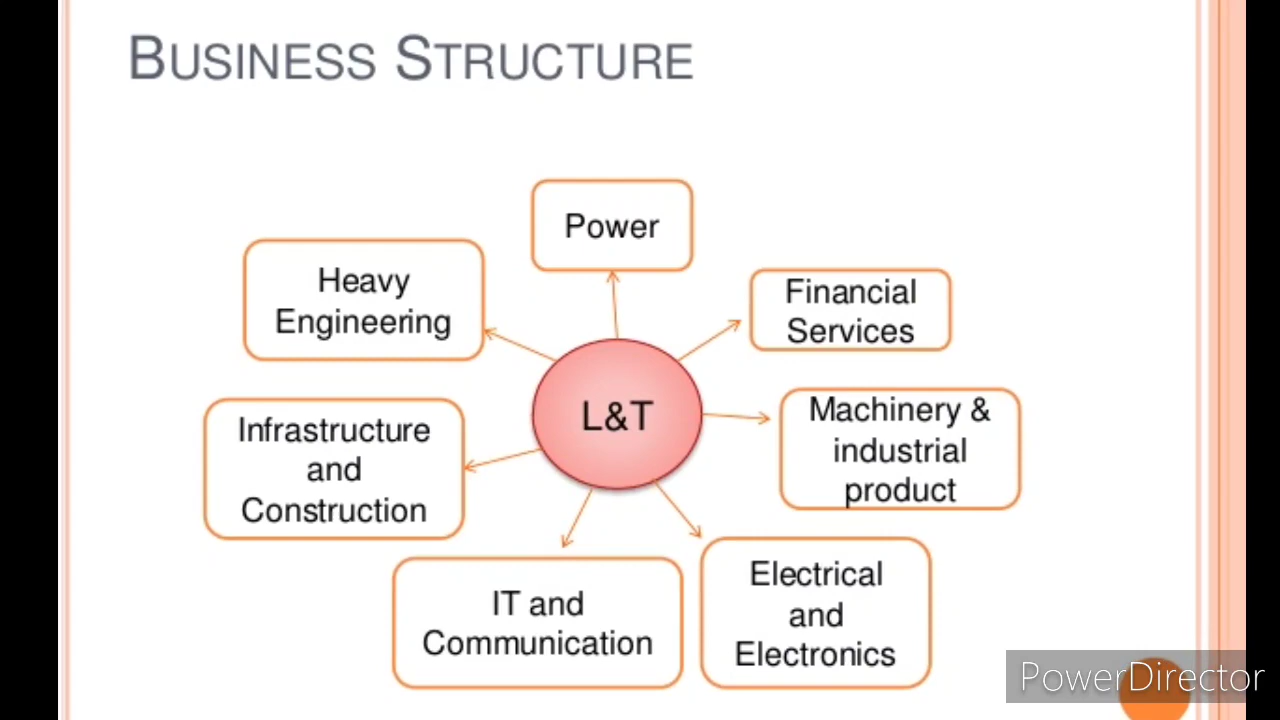 BUSINESS STRUCTURE
Power
Heavy
Engineering
Financial
Services
L&T
Machinery &
industrial
product
Infrastructure
and
Construction
IT and
Communication
Electrical
and
Electronics
PowerDirector